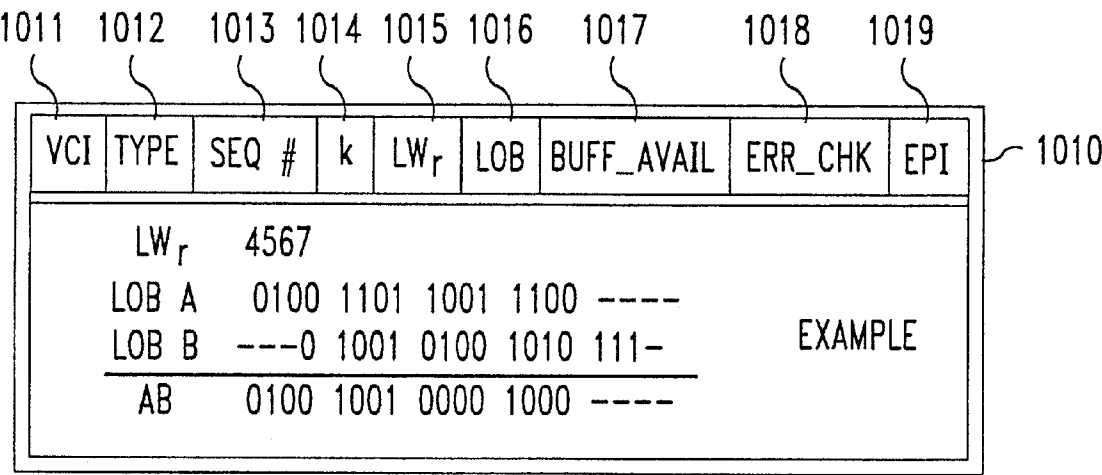 1011 1012 1013 1014 1015 1016 1017 1018 1019
VCI TYPE SEQ # k LWr LOB BUFF_AVAIL ERR_CHK EPI 1010
LWr 4567
LOB A 0100 1101 1001 1100 ----
LOB B ---0 1001 0100 1010 111-
EXAMPLE
AB 0100 1001 0000 1000 ----